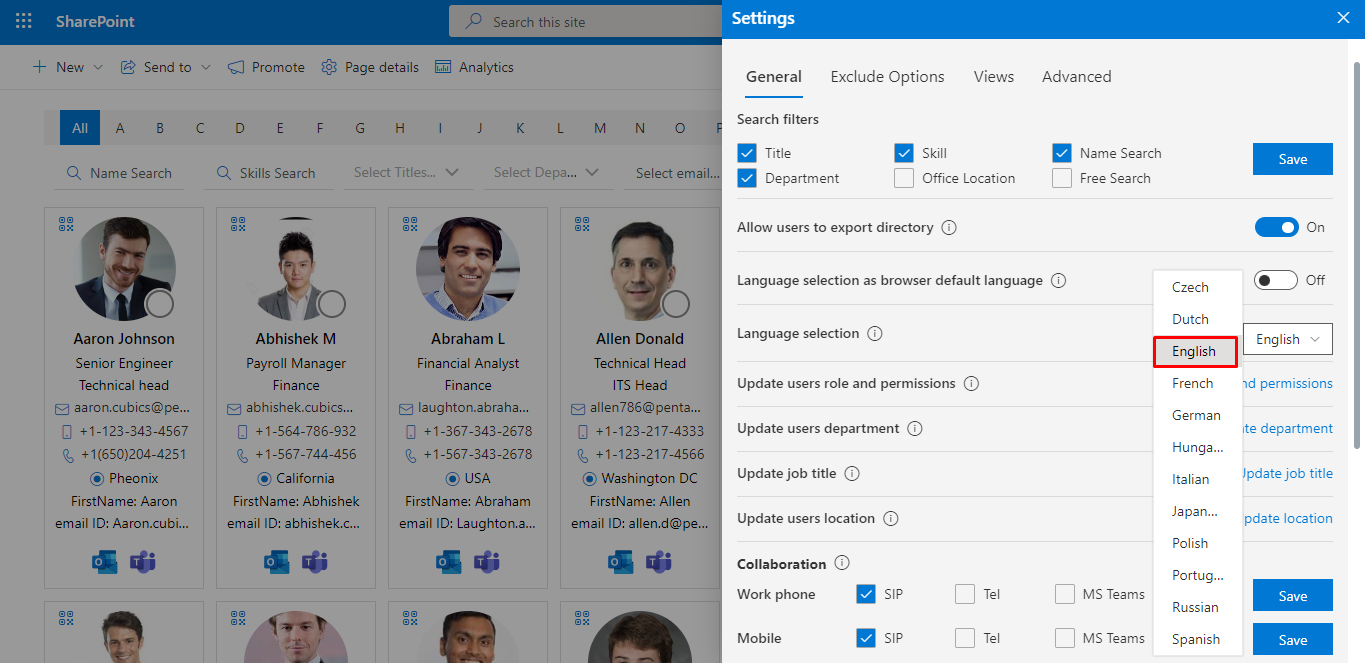 SharePoint
Search this site
New
Send to
Promote
Page details
Analytics
All A B C D E F G H I J K L M N O P
Name Search
Skills Search
Select Titles...
Select Depa...
Select email...
Aaron Johnson
Senior Engineer
Technical head
aaron.cubics@pe...
+1-123-343-4567
+1(650)204-4251
Pheonix
FirstName: Aaron
email ID: Aaron.cubi...
Abhishek M
Payroll Manager
Finance
abhishek.cubics...
+1-564-786-932
+1-567-744-456
California
FirstName: Abhishek
email ID: abhishek.c...
Abraham L
Financial Analyst
Finance
laughton.abraha...
+1-367-343-2678
+1-567-343-2678
USA
FirstName: Abraham
email ID: Laughton.a...
Allen Donald
Technical Head
ITS Head
allen786@penta...
+1-123-217-4333
+1-123-217-4566
Washington DC
FirstName: Allen
email ID: allen.d@pe...
Settings
General
Exclude Options
Views
Advanced
Search filters
Title
Skill
Name Search
Department
Office Location
Free Search
Save
Allow users to export directory
On
Language selection as browser default language
Off
Language selection
English
Czech
Dutch
English
French
German
Hunga...
Italian
Japan...
Polish
Portug...
Russian
Spanish
Update users role and permissions
nd permissions
Update users department
te department
Update job title
Update job title
Update users location
pdate location
Collaboration
Work phone
SIP
Tel
MS Teams
Save
Mobile
SIP
Tel
MS Teams
Save